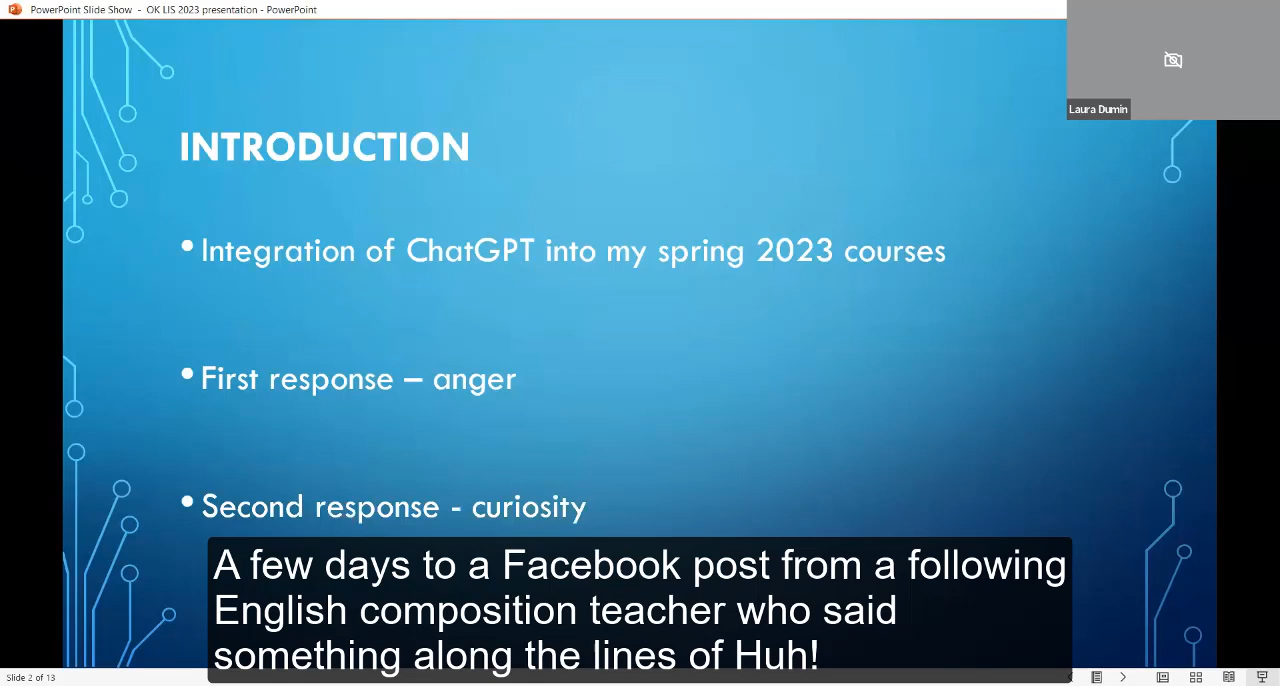 PowerPoint Slide Show - OK LIS 2023 presentation - PowerPoint
Laura Dumin
INTRODUCTION
• Integration of ChatGPT into my spring 2023 courses
• First response – anger
• Second response - curiosity
A few days to a Facebook post from a following
English composition teacher who said
something along the lines of Huh!
Slide 2 of 13